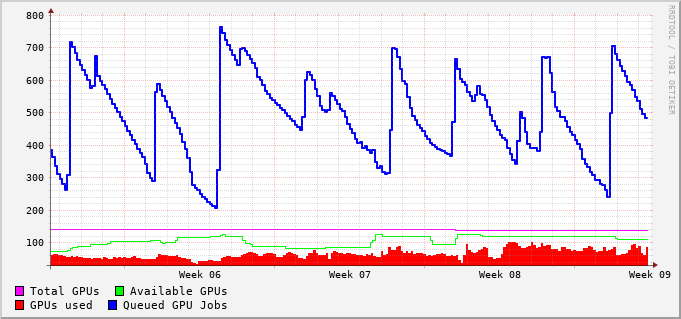 800
700
600
500
400
300
200
100
Week 06 Week 07 Week 08 Week 09
Total GPUs Available GPUs
GPUs used Queued GPU Jobs
RRDTOOL / TOBI OETIKER